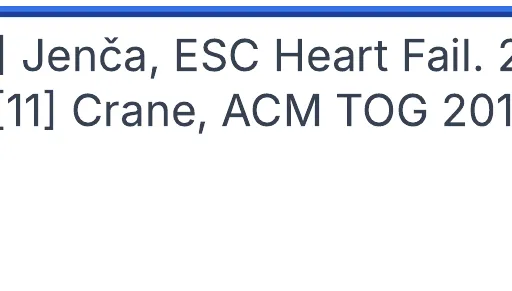 ] Jenča, ESC Heart Fail. 2
[11] Crane, ACM TOG 201